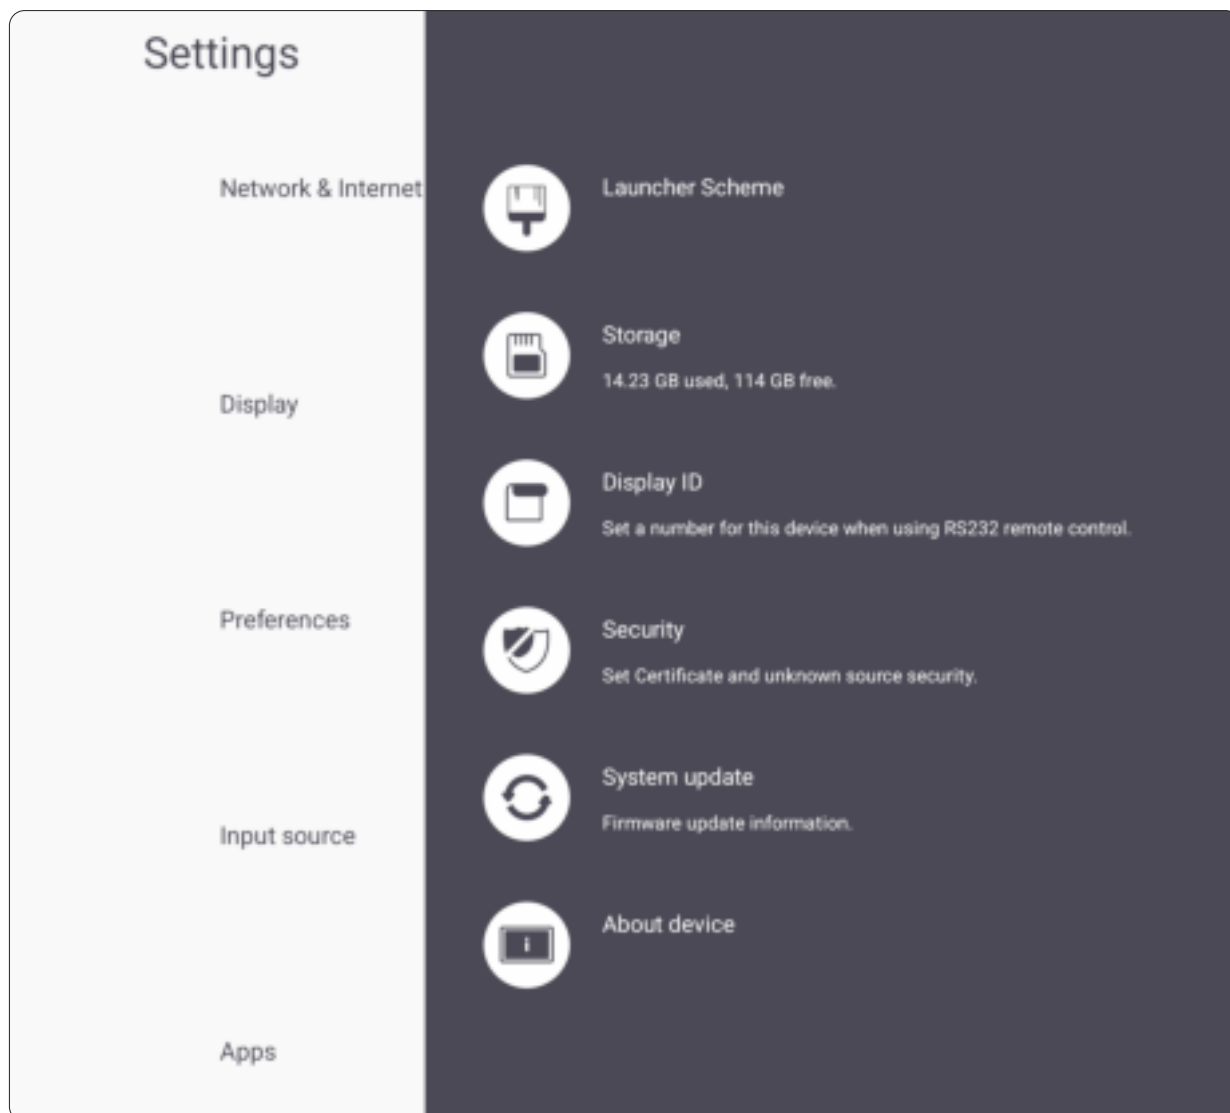 Settings
Network & Internet
Display
Preferences
Input source
Apps
Launcher Scheme
Storage
14.23 GB used, 114 GB free.
Display ID
Set a number for this device when using RS232 remote control.
Security
Set Certificate and unknown source security.
System update
Firmware update information.
i
About device